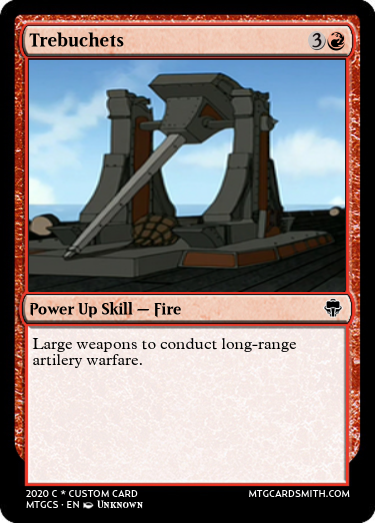 Trebuchets 3
Power Up Skill — Fire
Large weapons to conduct long-range
artilery warfare.
2020 C * CUSTOM CARD MTGCARDSMITH.COM
MTGCS · EN UNKNOWN